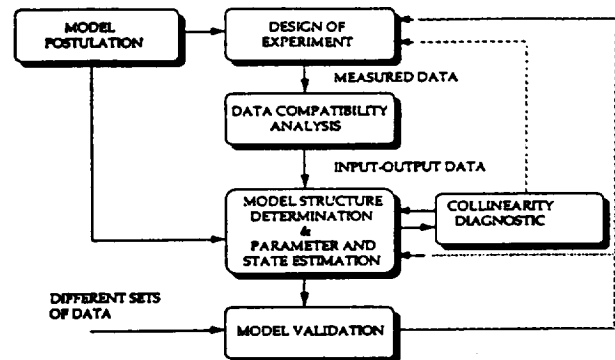 MODEL
POSTULATION
DESIGN OF
EXPERIMENT
MEASURED DATA
DATA COMPATIBILITY
ANALYSIS
INPUT-OUTPUT DATA
MODEL STRUCTURE
DETERMINATION
&
PARAMETER AND
STATE ESTIMATION
COLLINEARITY
DIAGNOSTIC
DIFFERENT SETS
OF DATA
MODEL VALIDATION